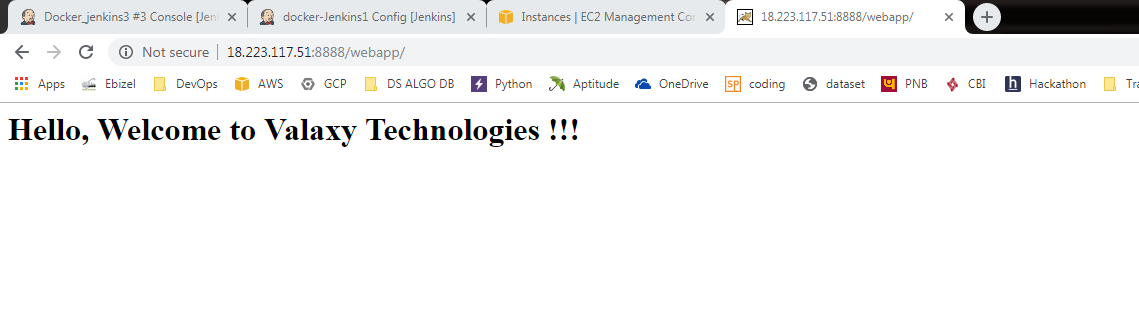 Docker_jenkins3 #3 Console [Jen
docker-Jenkins1 Config [Jenkins]
Instances | EC2 Management Con
18.223.117.51:8888/webapp/
Not secure | 18.223.117.51:8888/webapp/
Apps Ebizel DevOps AWS GCP DS ALGO DB Python Aptitude OneDrive sp coding dataset PNB CBI h Hackathon Tra
Hello, Welcome to Valaxy Technologies !!!